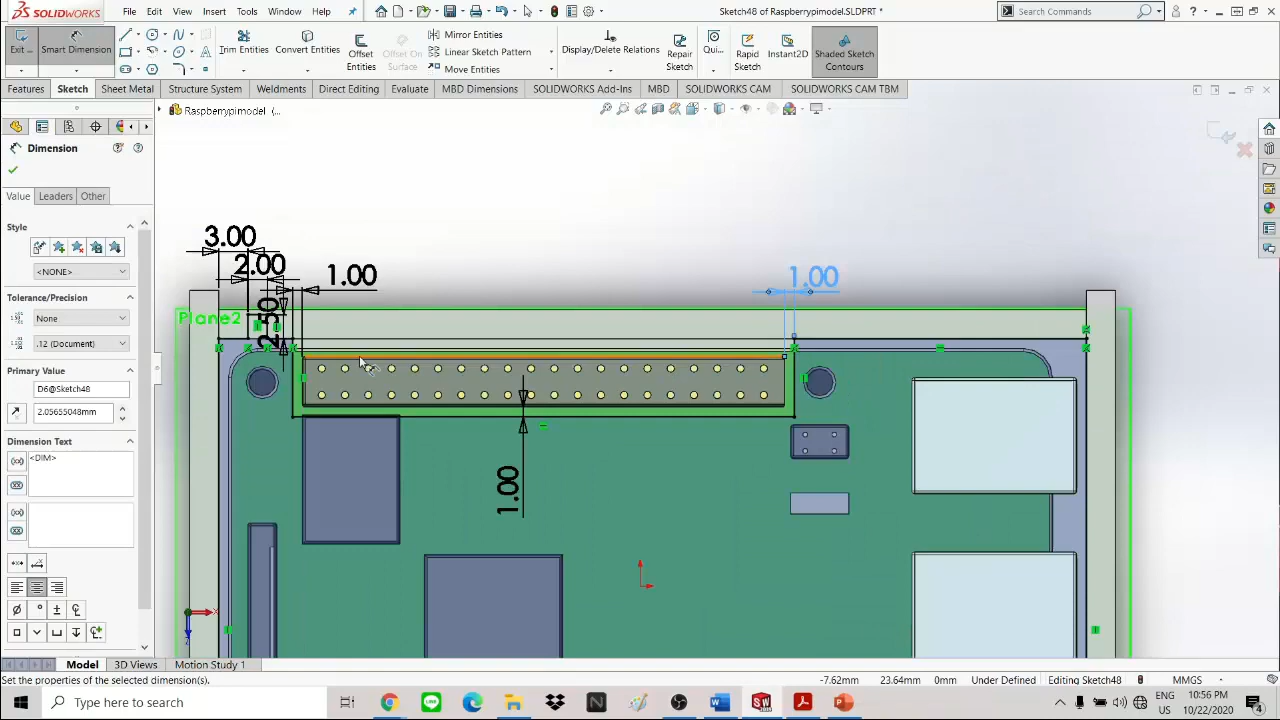 SOLIDWORKS
File
Edit
View
Insert
Tools
Window
Help
Sketch48 of Raspberrypimodel.SLDPRT *
Search Commands
Exit ...
Smart Dimension
Trim Entities
Convert Entities
Offset Entities
Offset On Surface
Mirror Entities
Linear Sketch Pattern
Move Entities
Display/Delete Relations
Repair Sketch
Qui...
Rapid Sketch
Instant2D
Shaded Sketch Contours
Features
Sketch
Sheet Metal
Structure System
Weldments
Direct Editing
Evaluate
MBD Dimensions
SOLIDWORKS Add-Ins
MBD
SOLIDWORKS CAM
SOLIDWORKS CAM TBM
Raspberrypimodel (...
Dimension
Value
Leaders
Other
Style
<NONE>
Tolerance/Precision
None
.12 (Document)
Primary Value
D6@Sketch48
2.05655048mm
Dimension Text
<DIM>
3.00
2.00
1.00
1.00
2.50
Plane2
1.00
Model
3D Views
Motion Study 1
Set the properties of the selected dimension(s).
-7.62mm
23.64mm
0mm
Under Defined
Editing Sketch48
MMGS
Type here to search
ENG
US
10:56 PM
10/22/2020
4